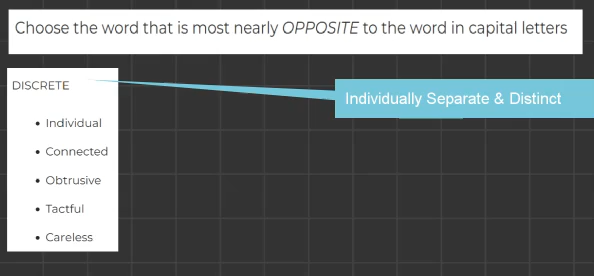 Choose the word that is most nearly OPPOSITE to the word in capital letters
DISCRETE
Individually Separate & Distinct
• Individual
• Connected
• Obtrusive
• Tactful
• Careless